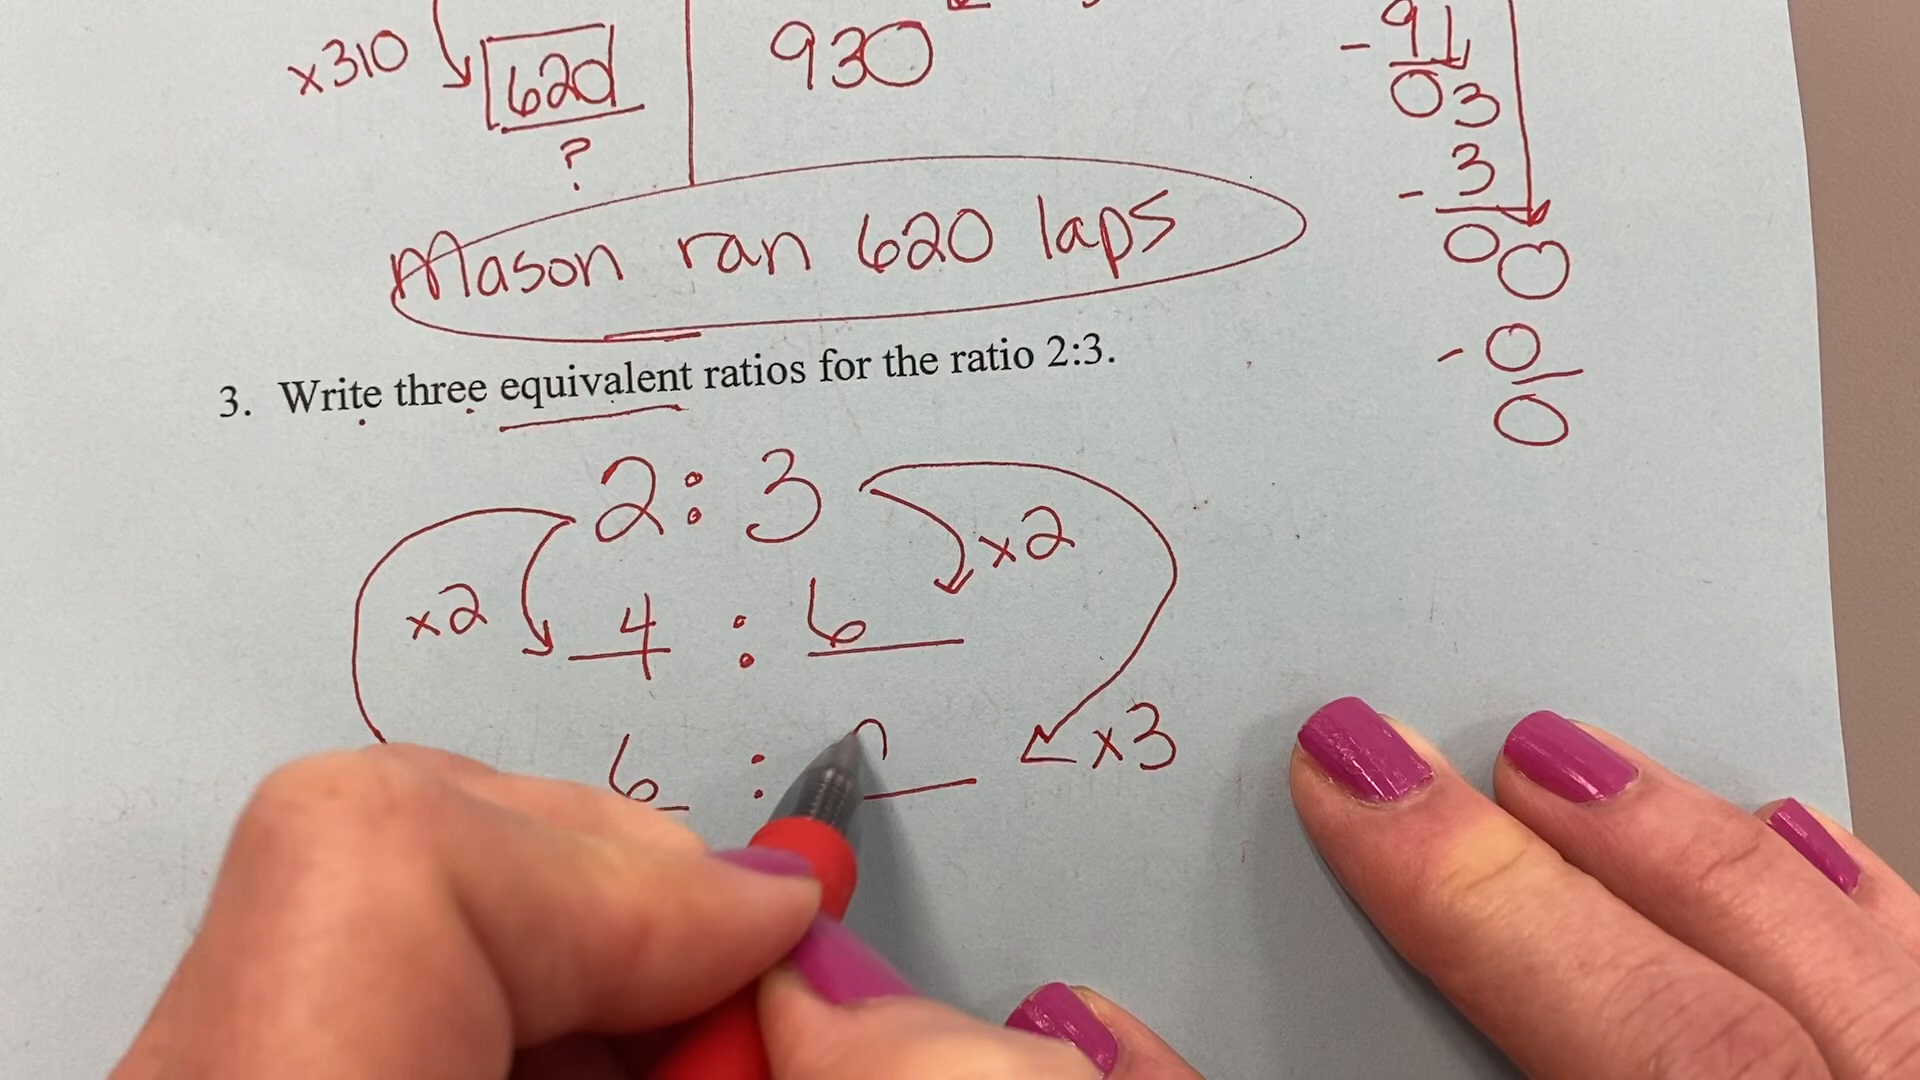 x310 620 930
?
Mason ran 620 laps
- 91
03
- 3
00
- 0
0
3. Write three equivalent ratios for the ratio 2:3.
2:3
x2 4 : 6 x2
6 : x3